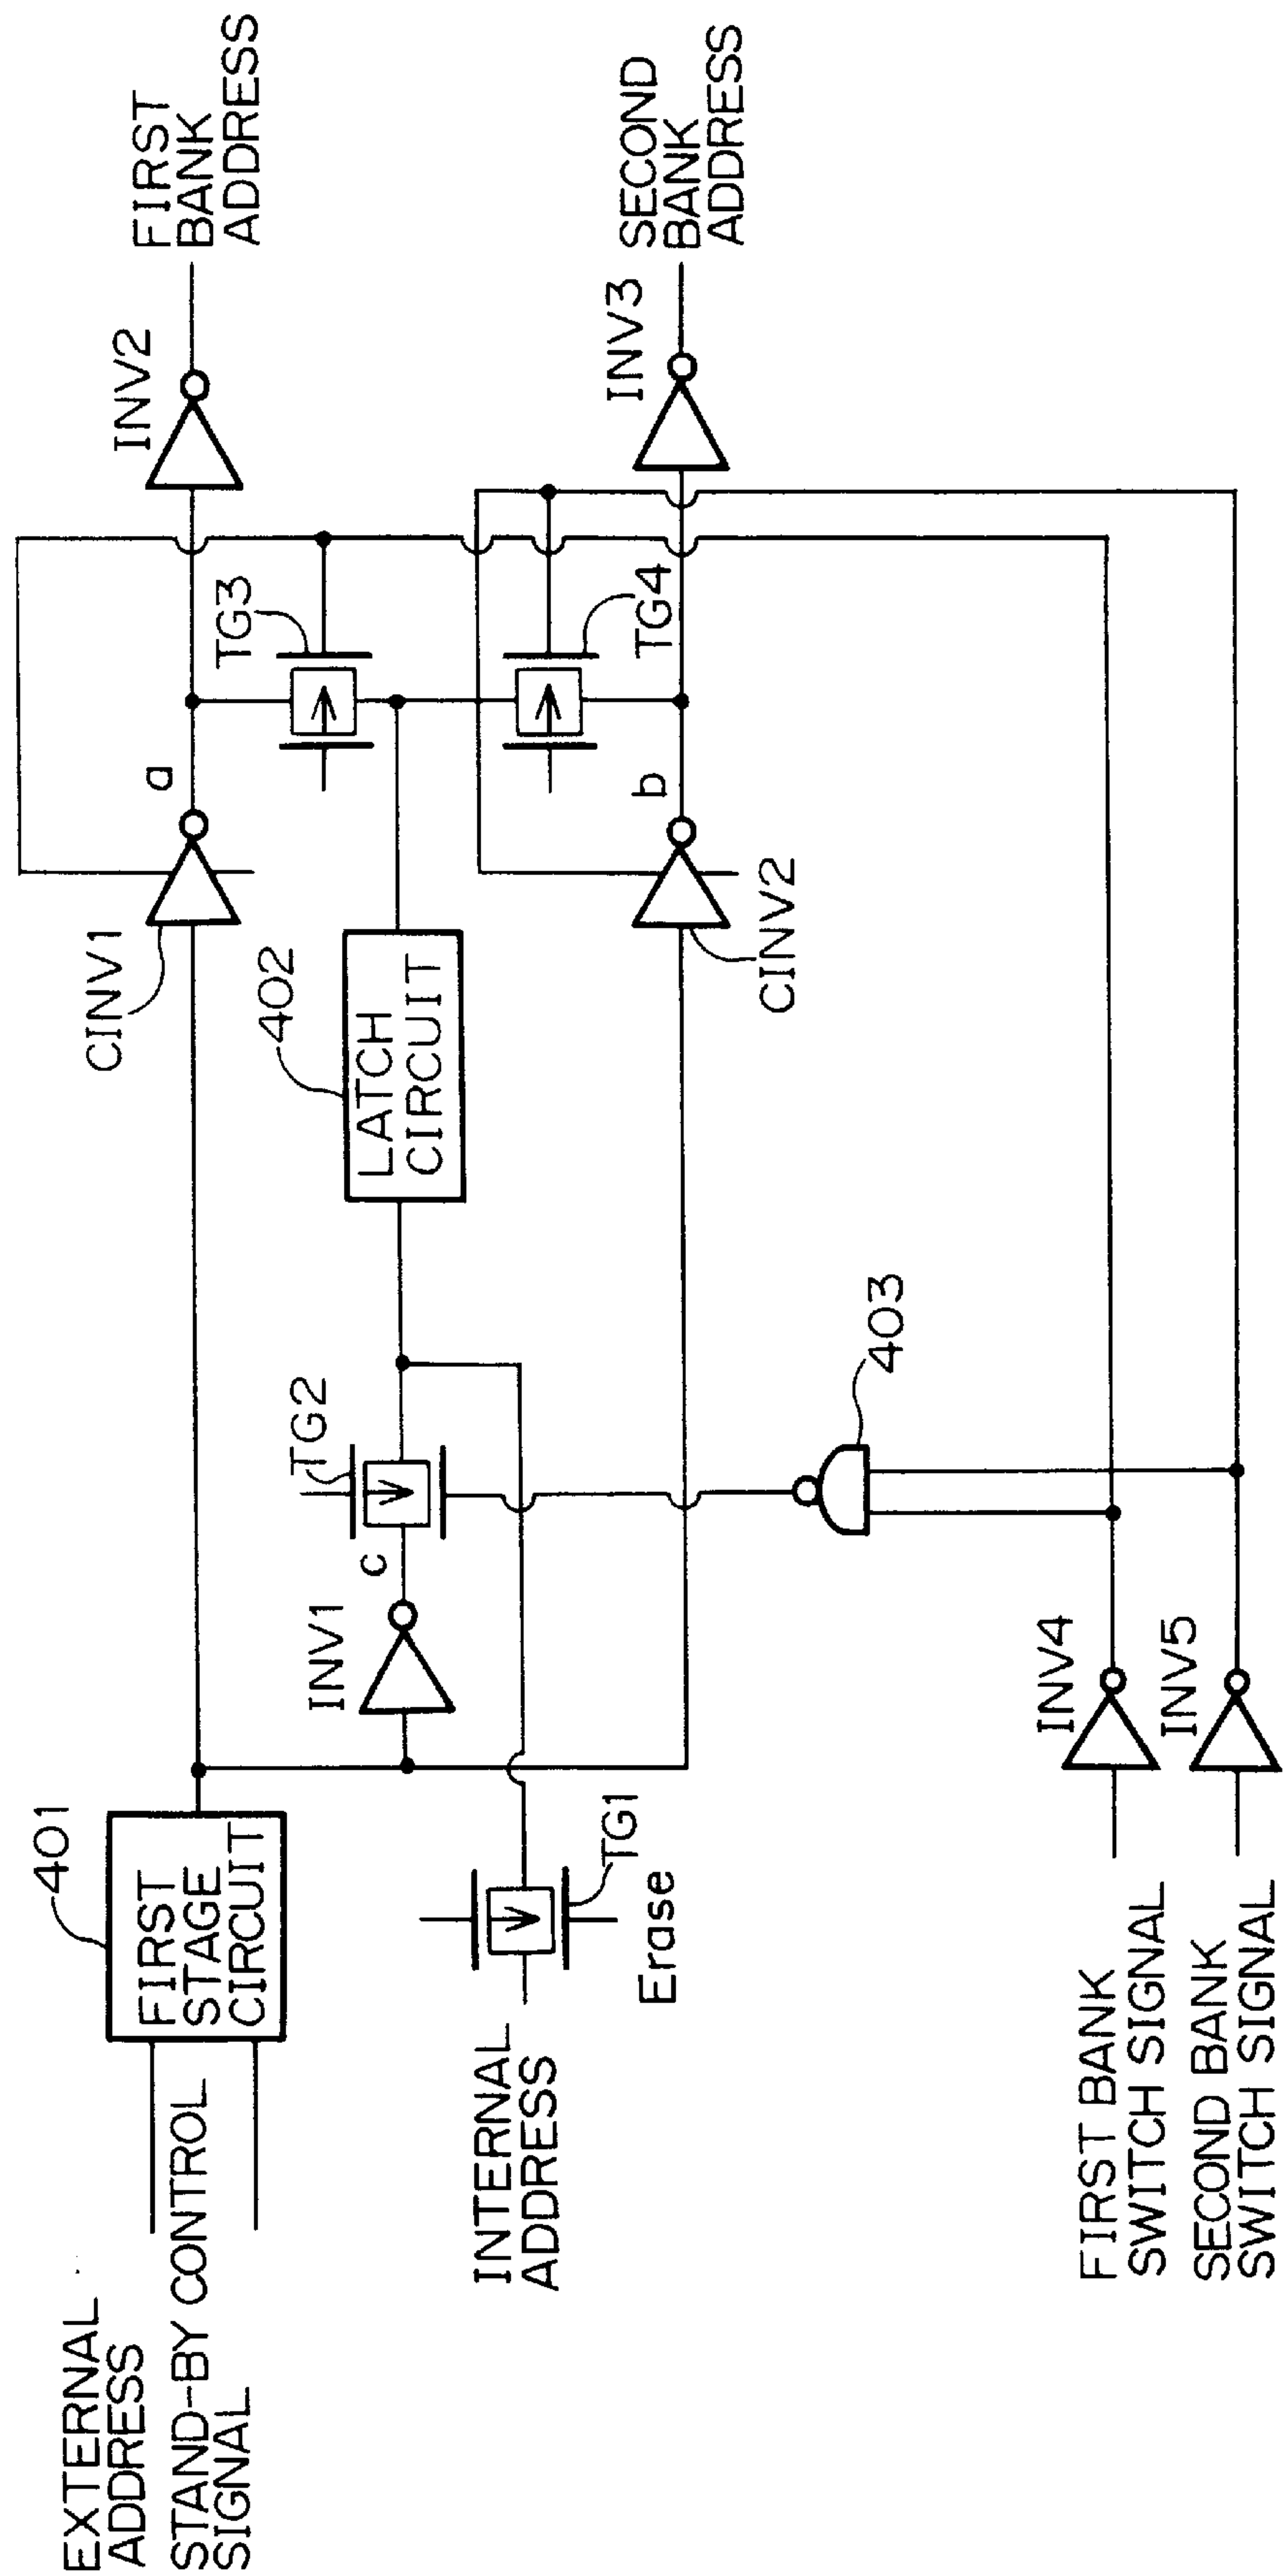 EXTERNAL
ADDRESS
STAND-BY CONTROL
SIGNAL
401
FIRST
STAGE
CIRCUIT
INTERNAL
ADDRESS
TG1
Erase
INV1
c
TG2
402
LATCH
CIRCUIT
CINV1
a
TG3
INV2
FIRST
BANK
ADDRESS
CINV2
b
TG4
INV3
SECOND
BANK
ADDRESS
403
FIRST BANK
SWITCH SIGNAL
INV4
SECOND BANK
SWITCH SIGNAL
INV5